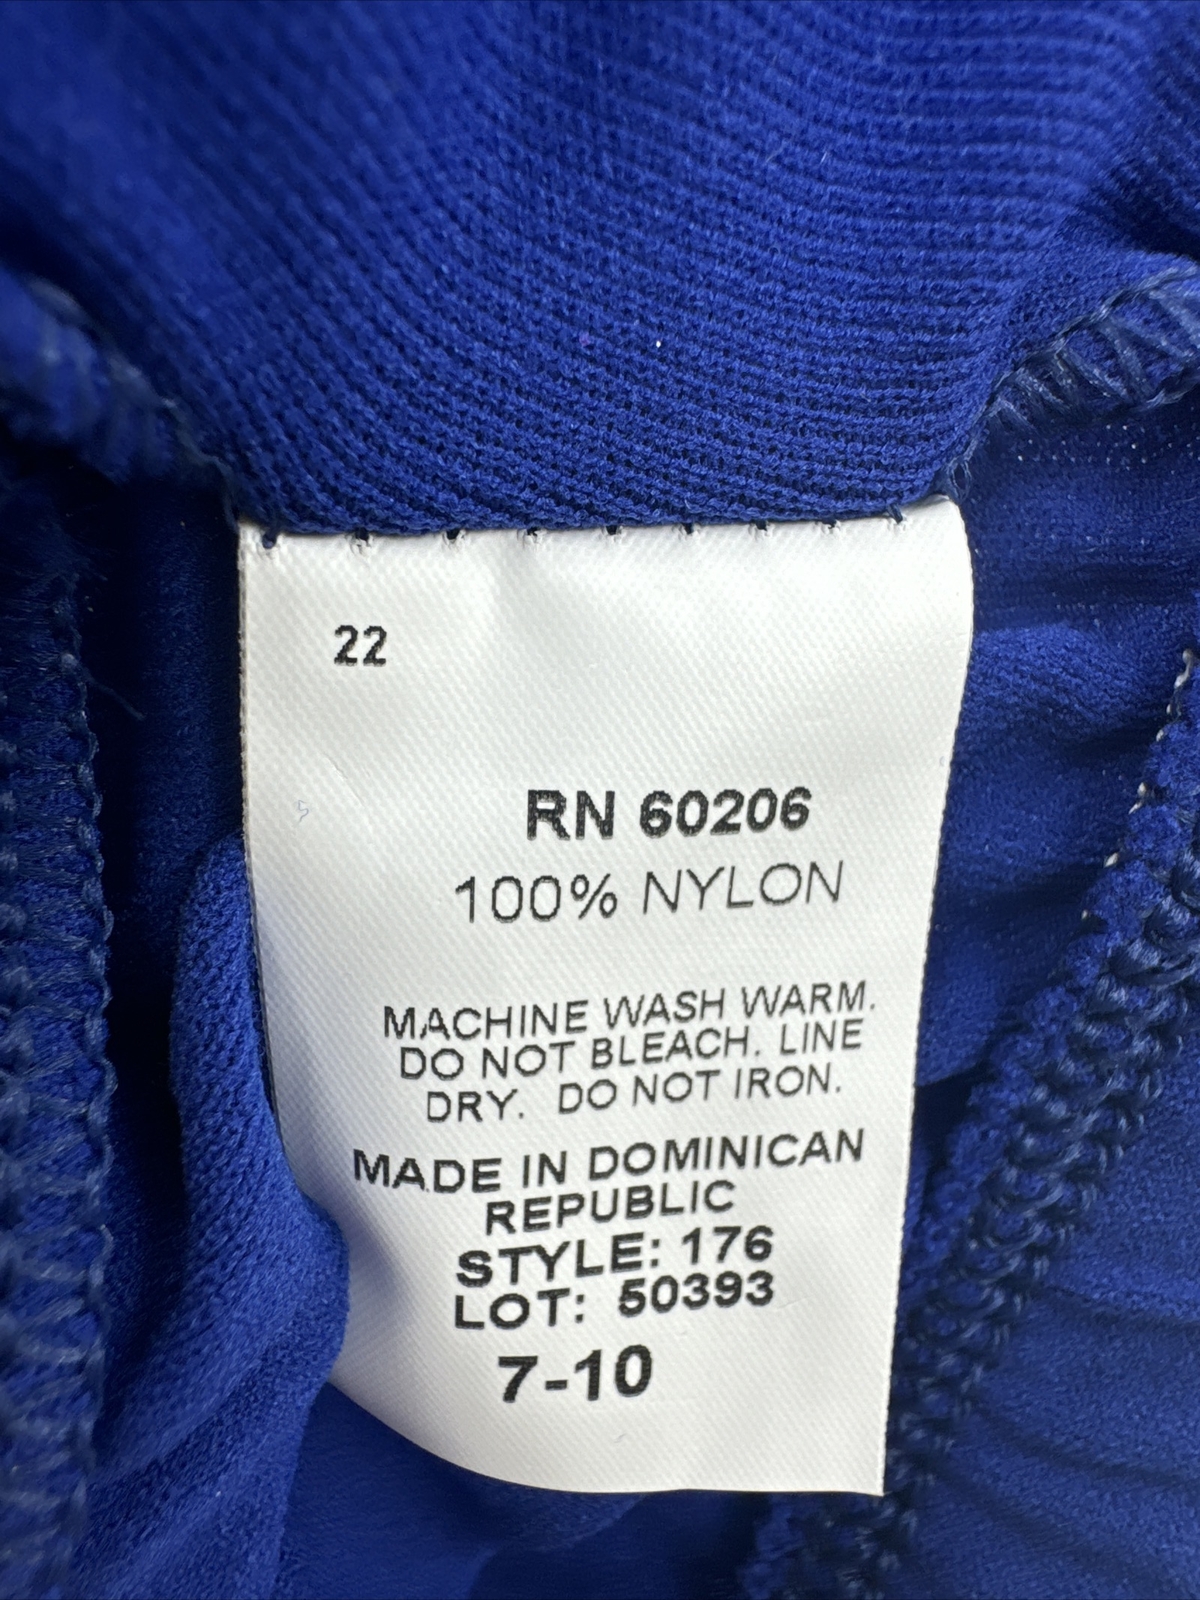 22
RN 60206
100% NYLON
MACHINE WASH WARM.
DO NOT BLEACH. LINE
DRY. DO NOT IRON.
MADE IN DOMINICAN
REPUBLIC
STYLE: 176
LOT: 50393
7-10